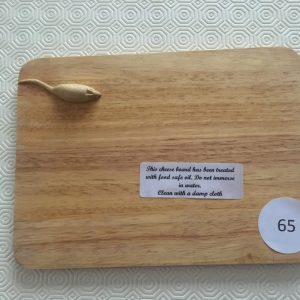 This cheese board has been treated
with food safe oil. Do not immerse
in water.
Clean with a damp cloth
65